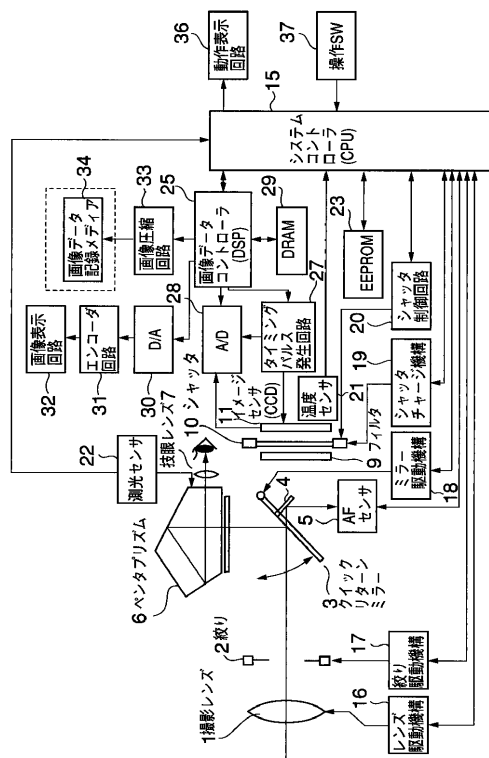 36
動作表示
回路
37
操作SW
15
システム
コント
ローラ
(CPU)
34
画像データ
記録メディア
33
画像圧縮
回路
25
画像データ
コントローラ
(DSP)
29
DRAM
23
EEPROM
20
シャッタ
制御回路
32
画像表示
回路
31
エンコーダ
回路
30
D/A
28
A/D
27
タイミング
パルス
発生回路
21
温度
センサ
19
シャッタ
チャージ機構
22
測光センサ
技眼レンズ7
10 シャッタ
11
イメージ
センサ
(CCD)
フィルタ
9
18
ミラー
駆動機構
6ペンタプリズム
4
5
AFセンサ
3
クイック
リターン
ミラー
2絞り
17
絞り
駆動機構
1撮影レンズ
16
レンズ
駆動機構